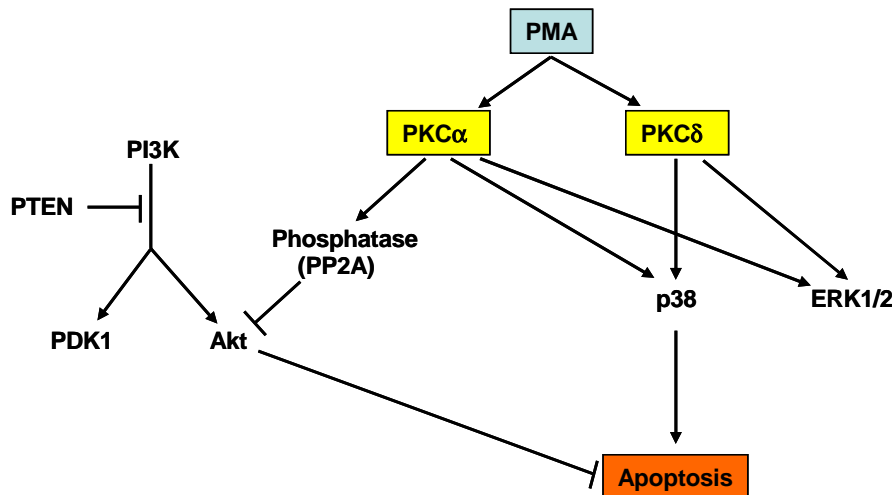 PMA
PKCα
PKCδ
PI3K
PTEN
Phosphatase
(PP2A)
p38
ERK1/2
PDK1
Akt
Apoptosis